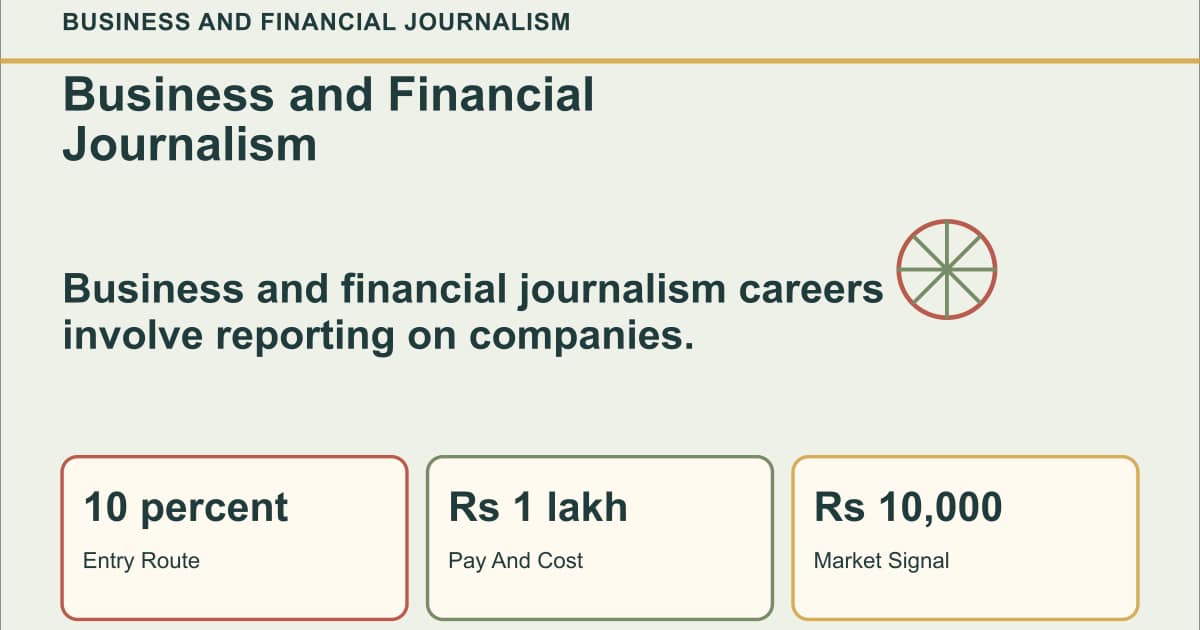 BUSINESS AND FINANCIAL JOURNALISM
Business and Financial
Journalism
Business and financial journalism careers
involve reporting on companies.
10 percent
Entry Route
Rs 1 lakh
Pay And Cost
Rs 10,000
Market Signal